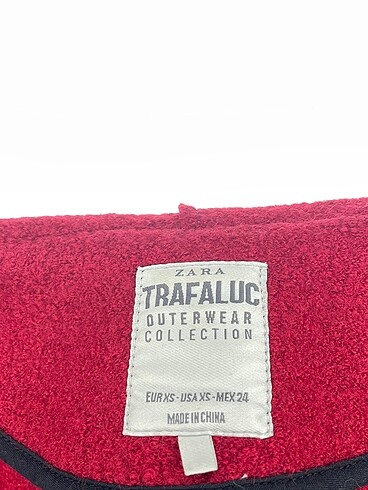 ZARA
TRAFALUC
OUTERWEAR
COLLECTION
EUR XS - USA XS - MEX 24
MADE IN CHINA